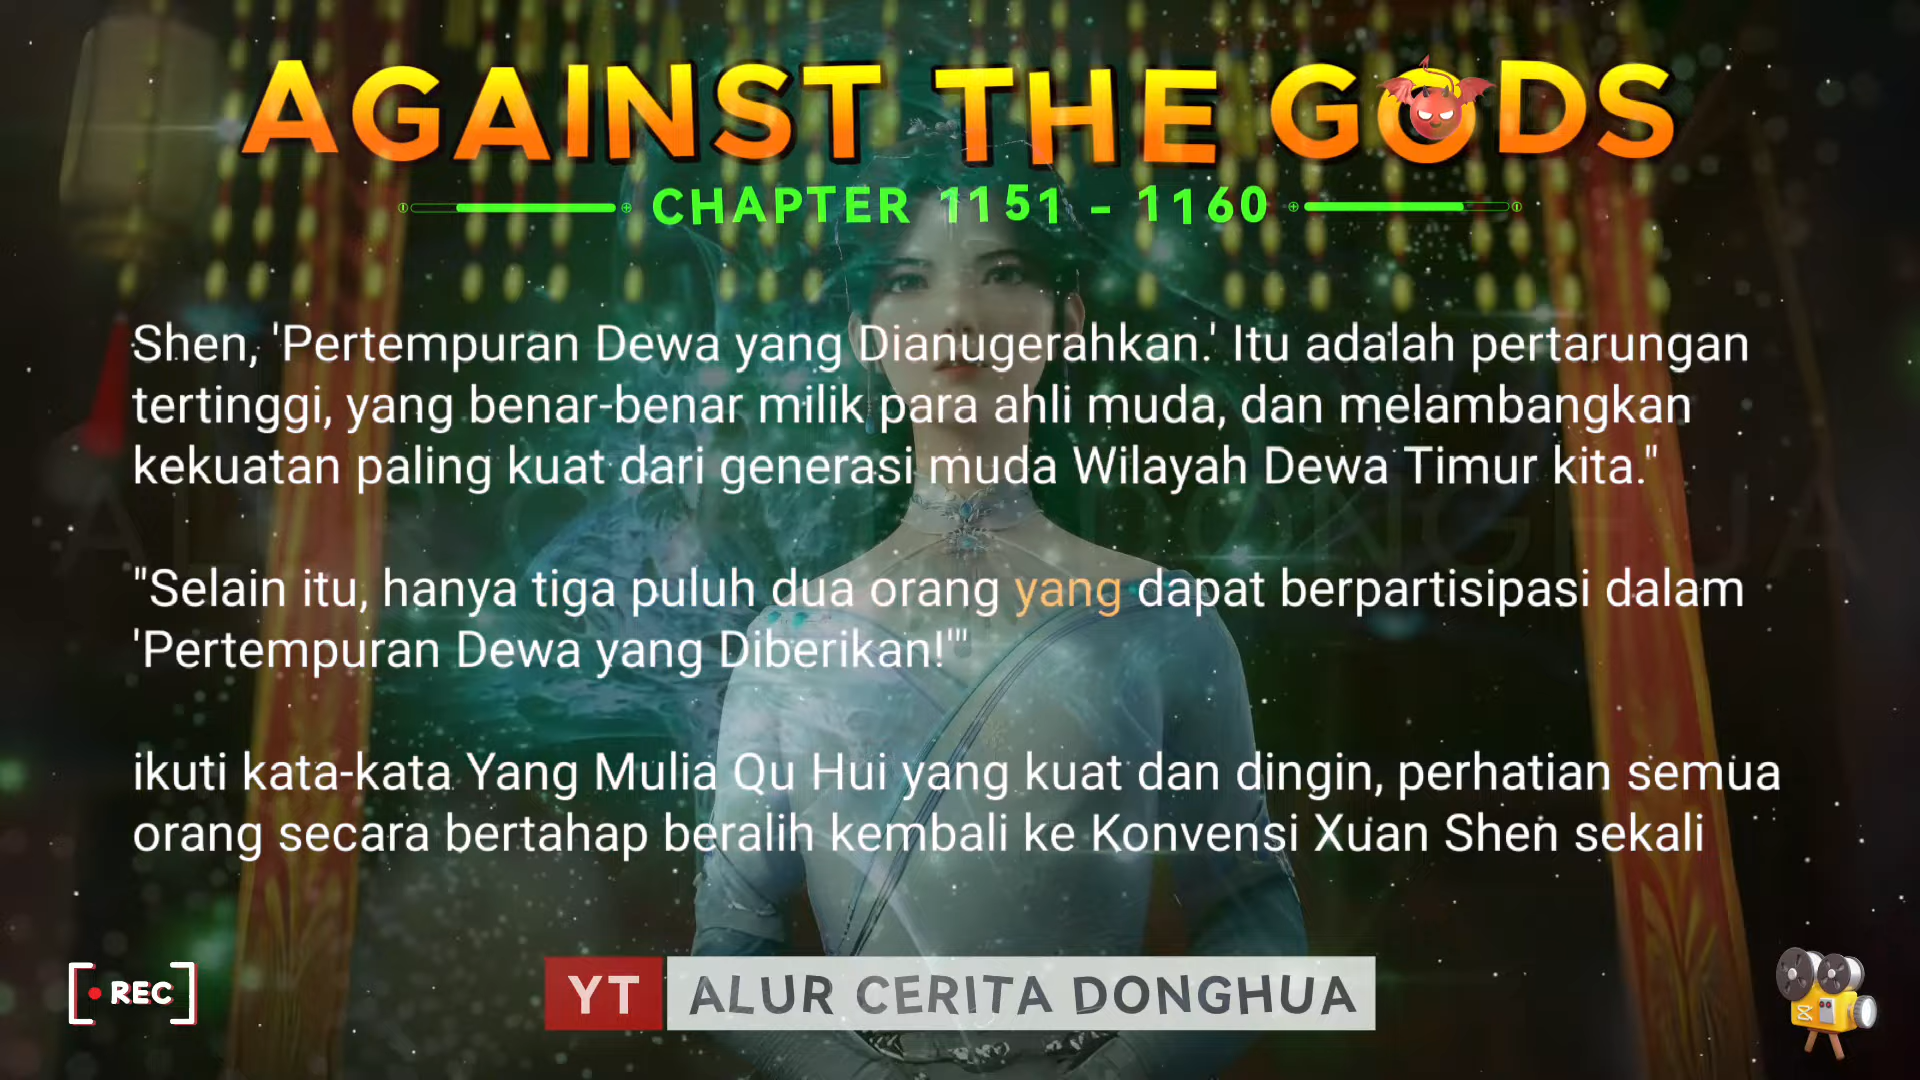 AGAINST THE GODS
CHAPTER 1151 - 1160
Shen, 'Pertempuran Dewa yang Dianugerahkan.' Itu adalah pertarungan
tertinggi, yang benar-benar milik para ahli muda, dan melambangkan
kekuatan paling kuat dari generasi muda Wilayah Dewa Timur kita."
"Selain itu, hanya tiga puluh dua orang yang dapat berpartisipasi dalam
'Pertempuran Dewa yang Diberikan!'"
ikuti kata-kata Yang Mulia Qu Hui yang kuat dan dingin, perhatian semua
orang secara bertahap beralih kembali ke Konvensi Xuan Shen sekali
REC
YT ALUR CERITA DONGHUA